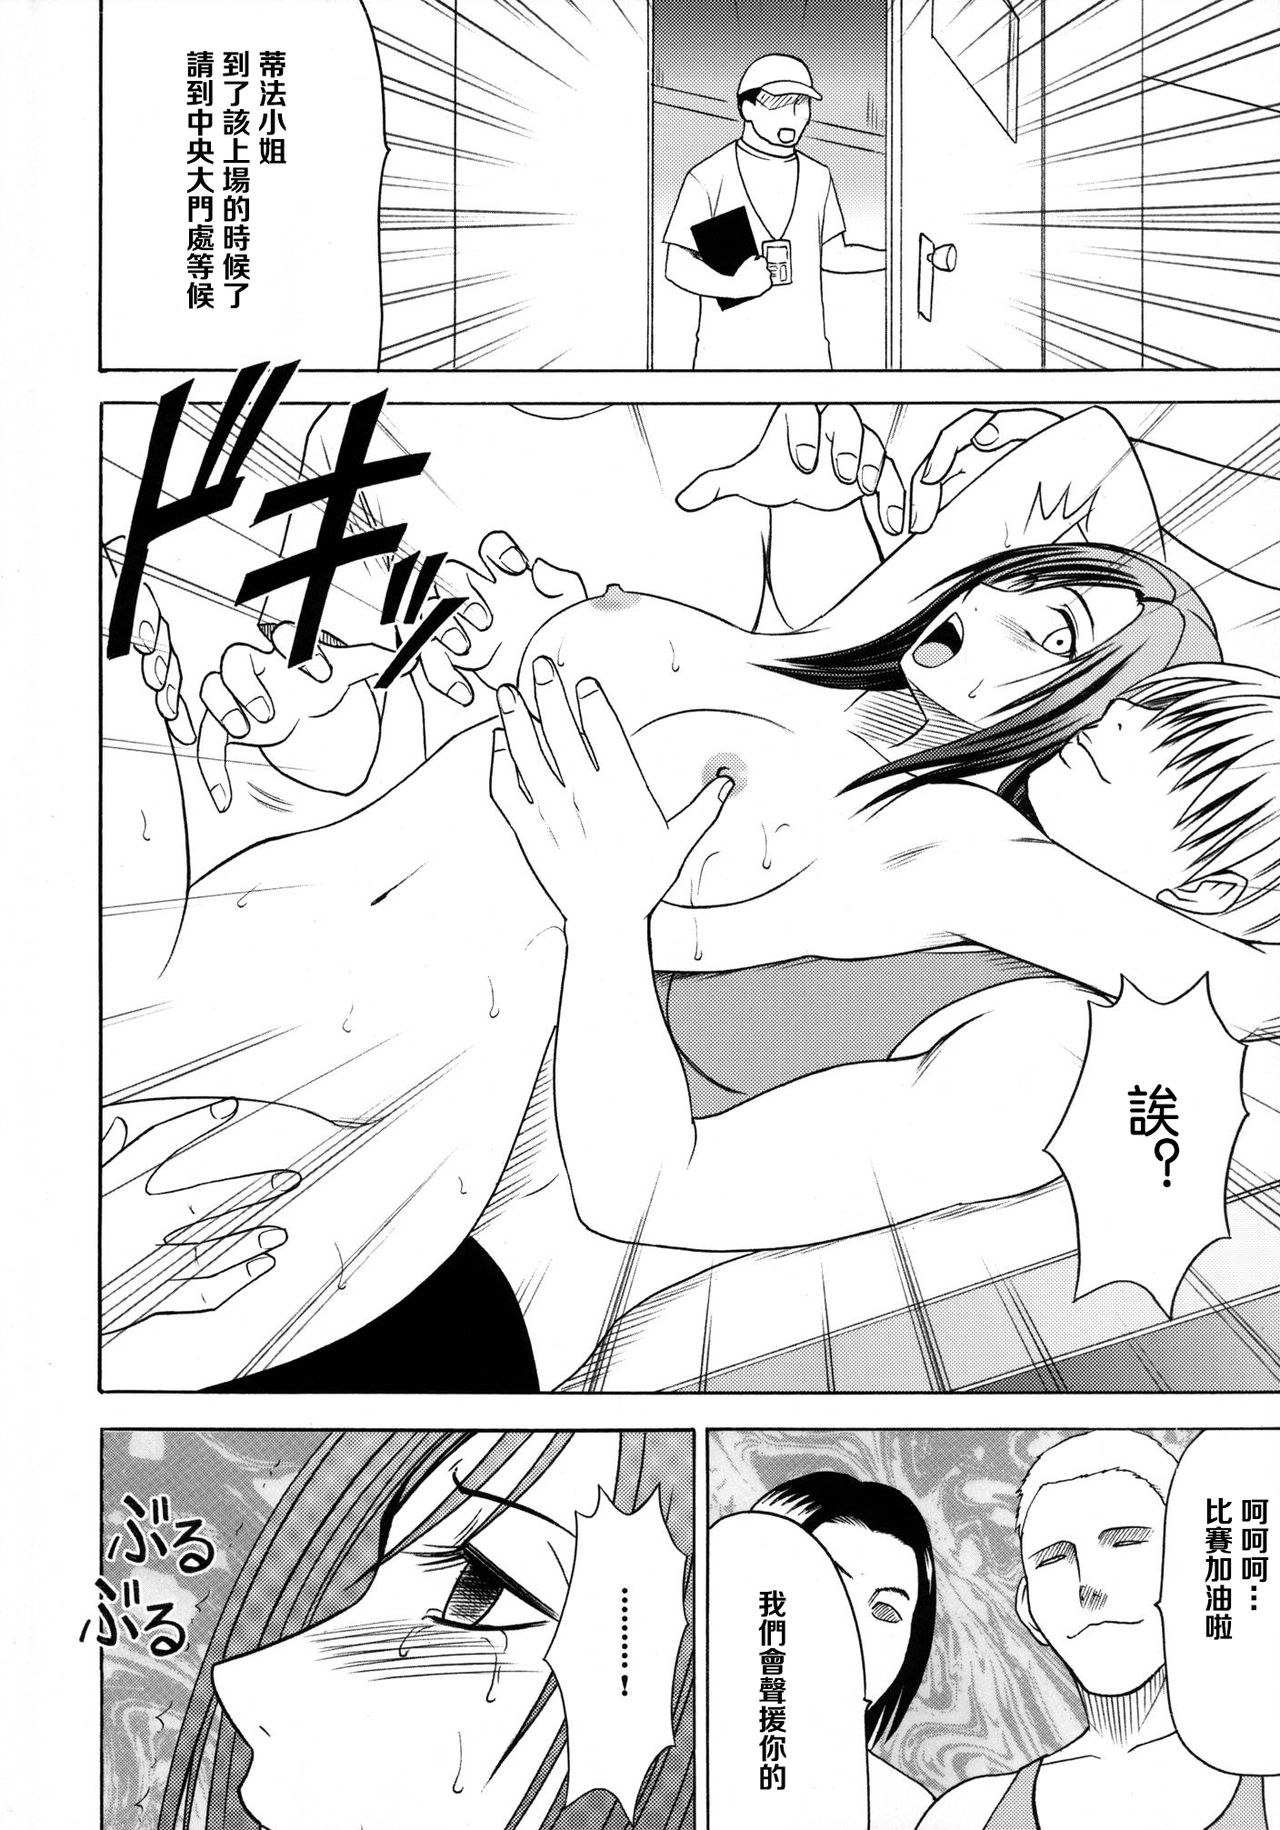 蒂法小姐
到了該上場的時候了
請到中央大門處等候
ドキッ
誒?
呵呵呵…
比賽加油啦
我們會聲援你的
………!
ぶる
ぶる